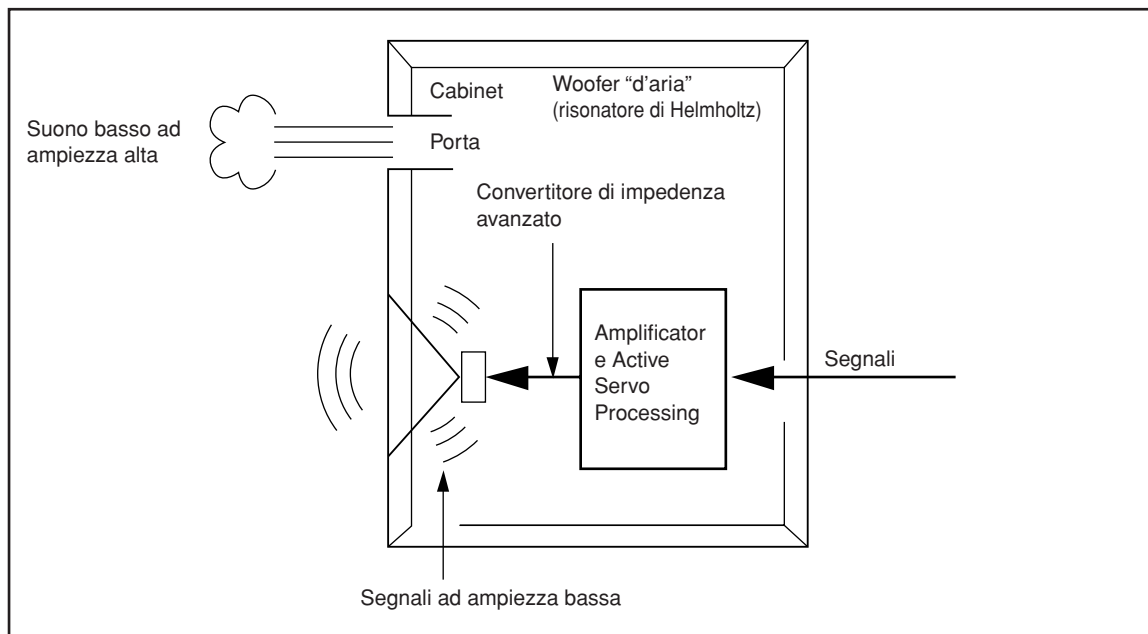 Cabinet
Woofer “d’aria”
(risonatore di Helmholtz)
Suono basso ad
ampiezza alta
Porta
Convertitore di impedenza
avanzato
Amplificator
e Active
Servo
Processing
Segnali
Segnali ad ampiezza bassa